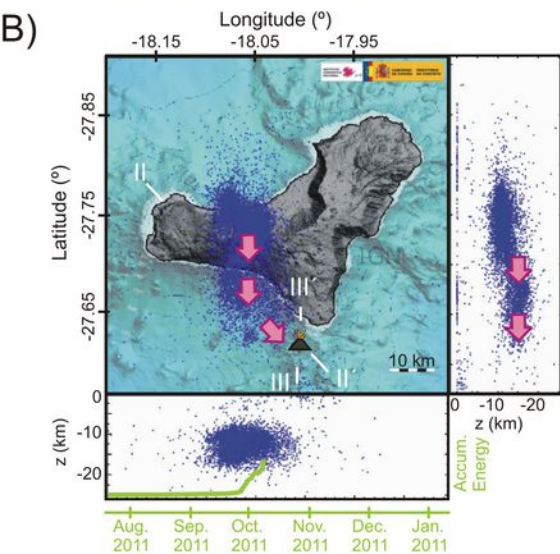 B)
Longitude (º)
-18.15 -18.05 -17.95
Latitude (º)
-27.85
-27.75
-27.65
II
III´
III
II´
10 km
0
-10
-20
z (km)
0 -10 -20
z (km)
Accum.
Energy
Aug. Sep. Oct. Nov. Dec. Jan.
2011 2011 2011 2011 2011 2011